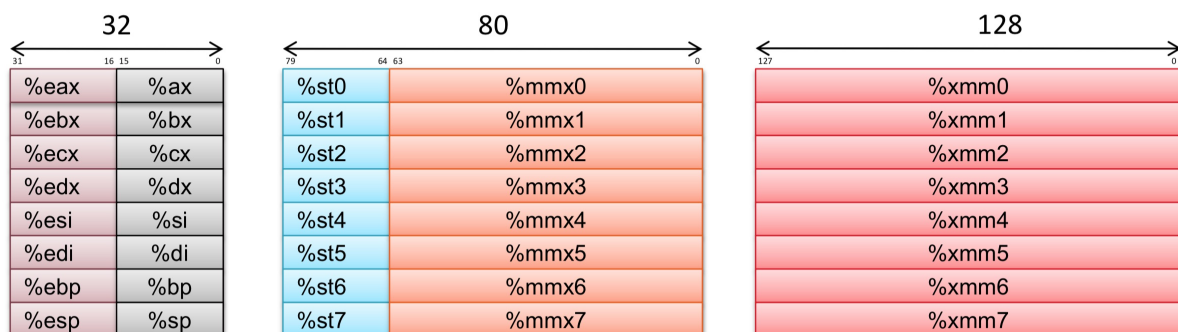 32 80 128
31 16 15 0 79 64 63 0 127 0
%eax %ax %st0 %mmx0 %xmm0
%ebx %bx %st1 %mmx1 %xmm1
%ecx %cx %st2 %mmx2 %xmm2
%edx %dx %st3 %mmx3 %xmm3
%esi %si %st4 %mmx4 %xmm4
%edi %di %st5 %mmx5 %xmm5
%ebp %bp %st6 %mmx6 %xmm6
%esp %sp %st7 %mmx7 %xmm7